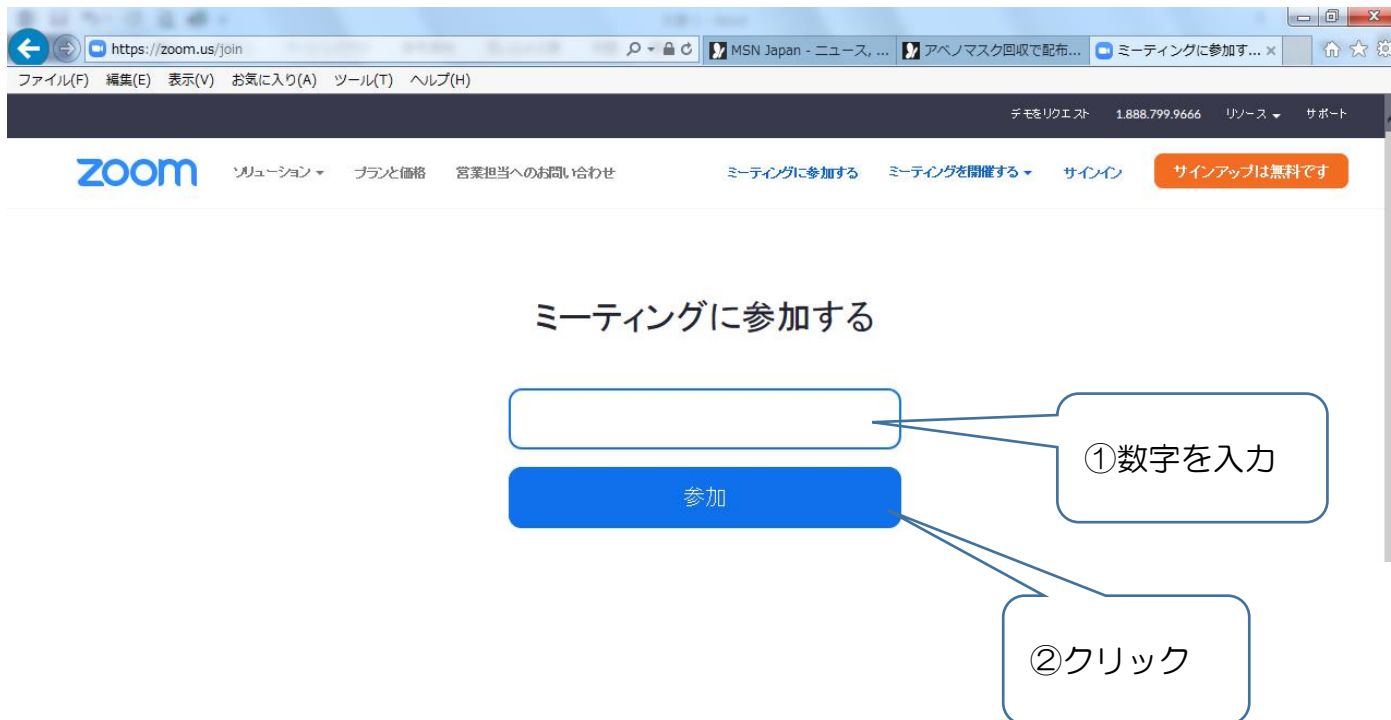 https://zoom.us/join
MSN Japan - ニュース, ...
アベノマスク回収で配布...
ミーティングに参加す...
ファイル(F) 編集(E) 表示(V) お気に入り(A) ツール(T) ヘルプ(H)
デモをリクエスト 1.888.799.9666 リソース サポート
zoom ソリューション プランと価格 営業担当へのお問い合わせ ミーティングに参加する ミーティングを開催する サインイン サインアップは無料です
ミーティングに参加する
①数字を入力
参加
②クリック